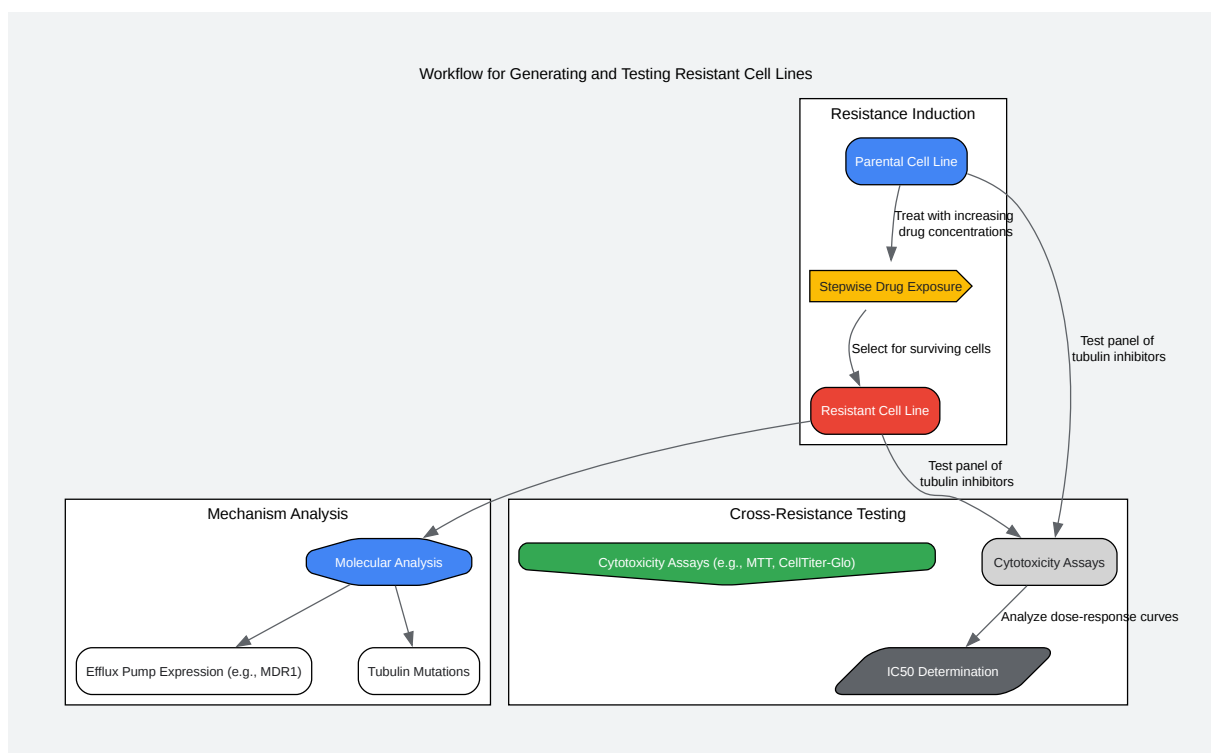 Workflow for Generating and Testing Resistant Cell Lines
Resistance Induction
Parental Cell Line
Treat with increasing
drug concentrations
Stepwise Drug Exposure
Select for surviving cells
Test panel of
tubulin inhibitors
Resistant Cell Line
Test panel of
tubulin inhibitors
Mechanism Analysis
Molecular Analysis
Efflux Pump Expression (e.g., MDR1)
Tubulin Mutations
Cross-Resistance Testing
Cytotoxicity Assays (e.g., MTT, CellTiter-Glo)
Cytotoxicity Assays
Analyze dose-response curves
IC50 Determination